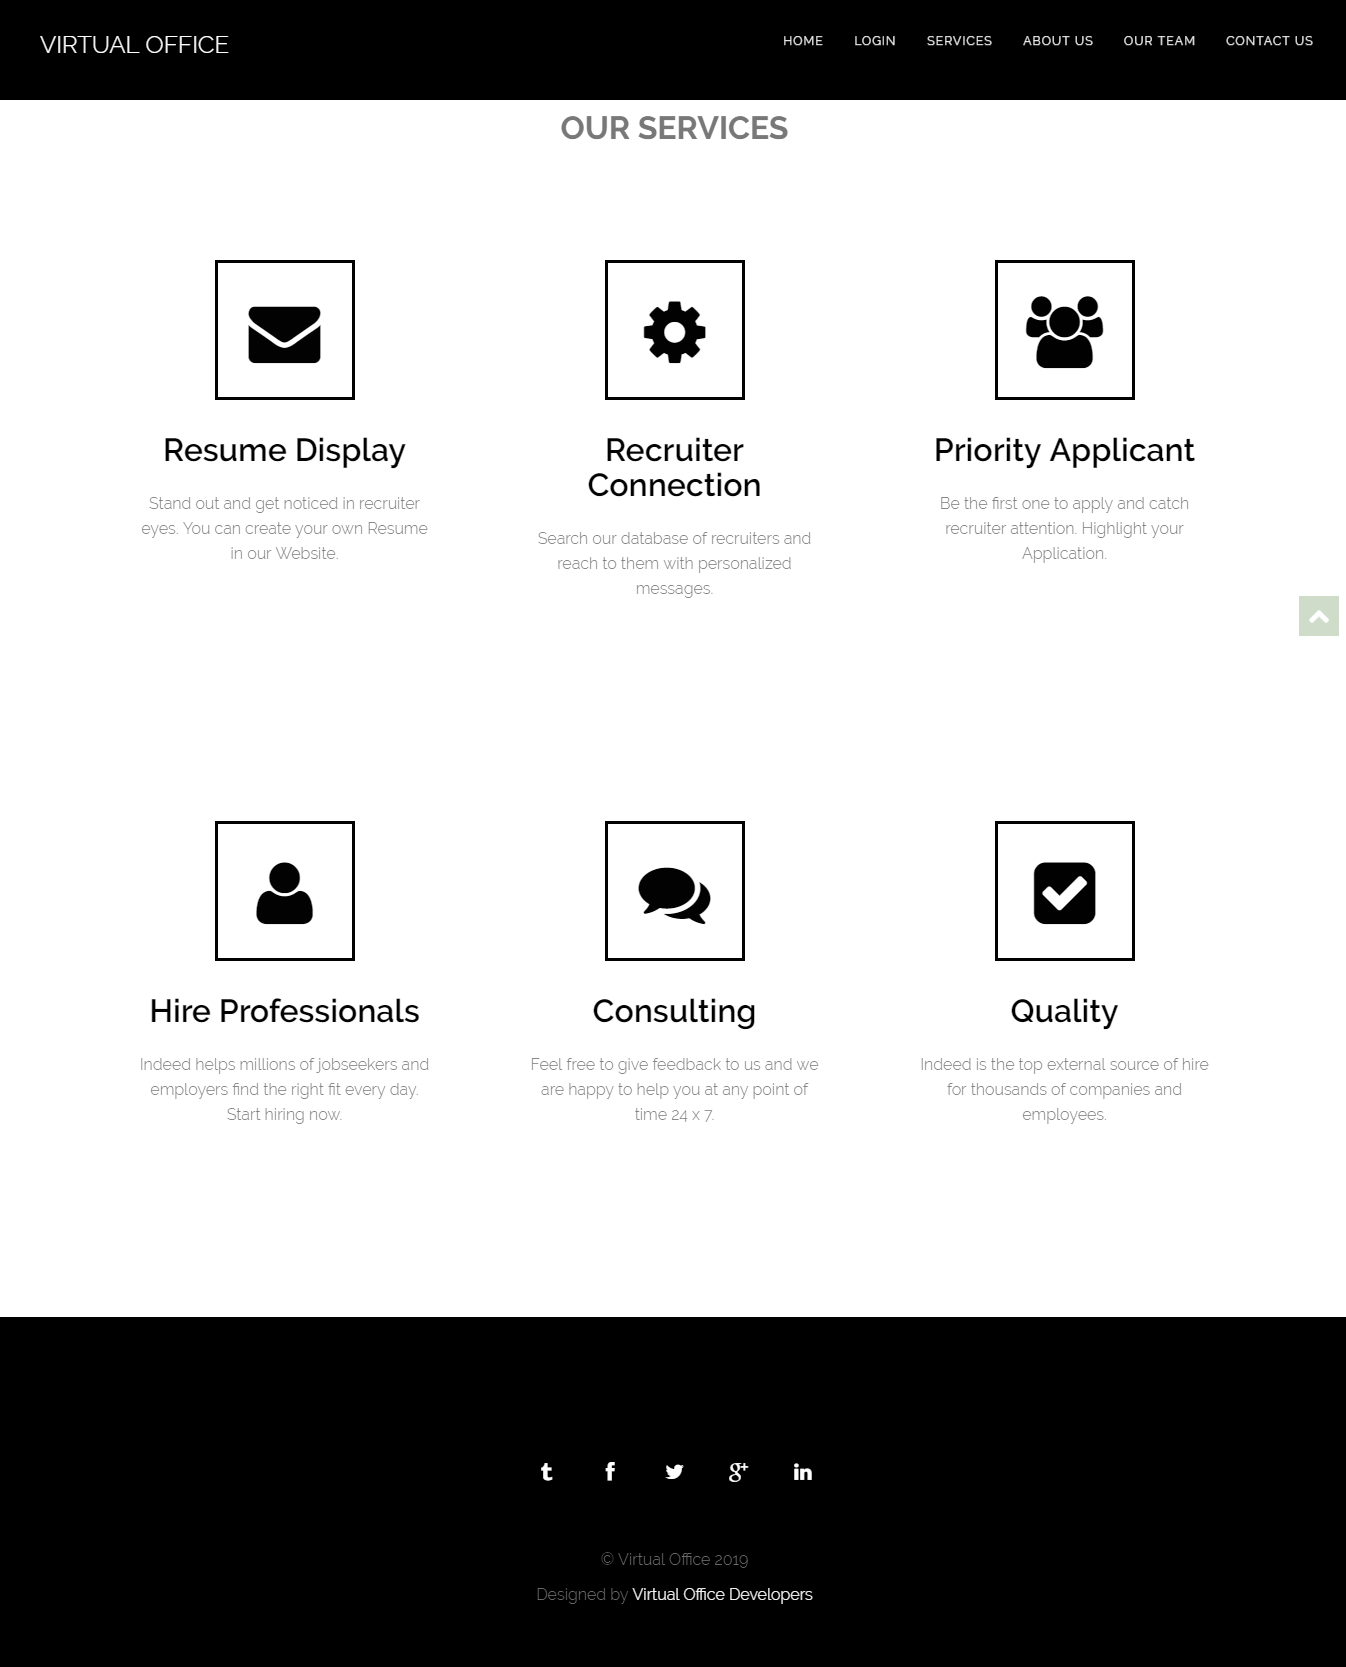 VIRTUAL OFFICE
HOME LOGIN SERVICES ABOUT US OUR TEAM CONTACT US
OUR SERVICES
Resume Display
Stand out and get noticed in recruiter
eyes. You can create your own Resume
in our Website.
Recruiter
Connection
Search our database of recruiters and
reach to them with personalized
messages.
Priority Applicant
Be the first one to apply and catch
recruiter attention. Highlight your
Application.
Hire Professionals
Indeed helps millions of jobseekers and
employers find the right fit every day.
Start hiring now.
Consulting
Feel free to give feedback to us and we
are happy to help you at any point of
time 24 x 7.
Quality
Indeed is the top external source of hire
for thousands of companies and
employees.
© Virtual Office 2019
Designed by Virtual Office Developers